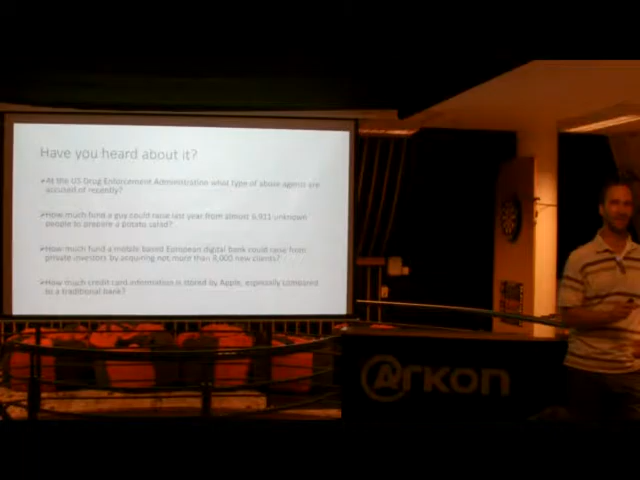 Have you heard about it?
➢At the US Drug Enforcement Administration what type of abuse agents are
accused of recently?
➢How much fund a guy could raise last year from almost 6,911 unknown
people to prepare a potato salad?
➢How much fund a mobile based European digital bank could raise from
private investors by acquiring not more than 9,000 new clients?
➢How much credit card information is stored by Apple, especially compared
to a traditional bank?
ARKON